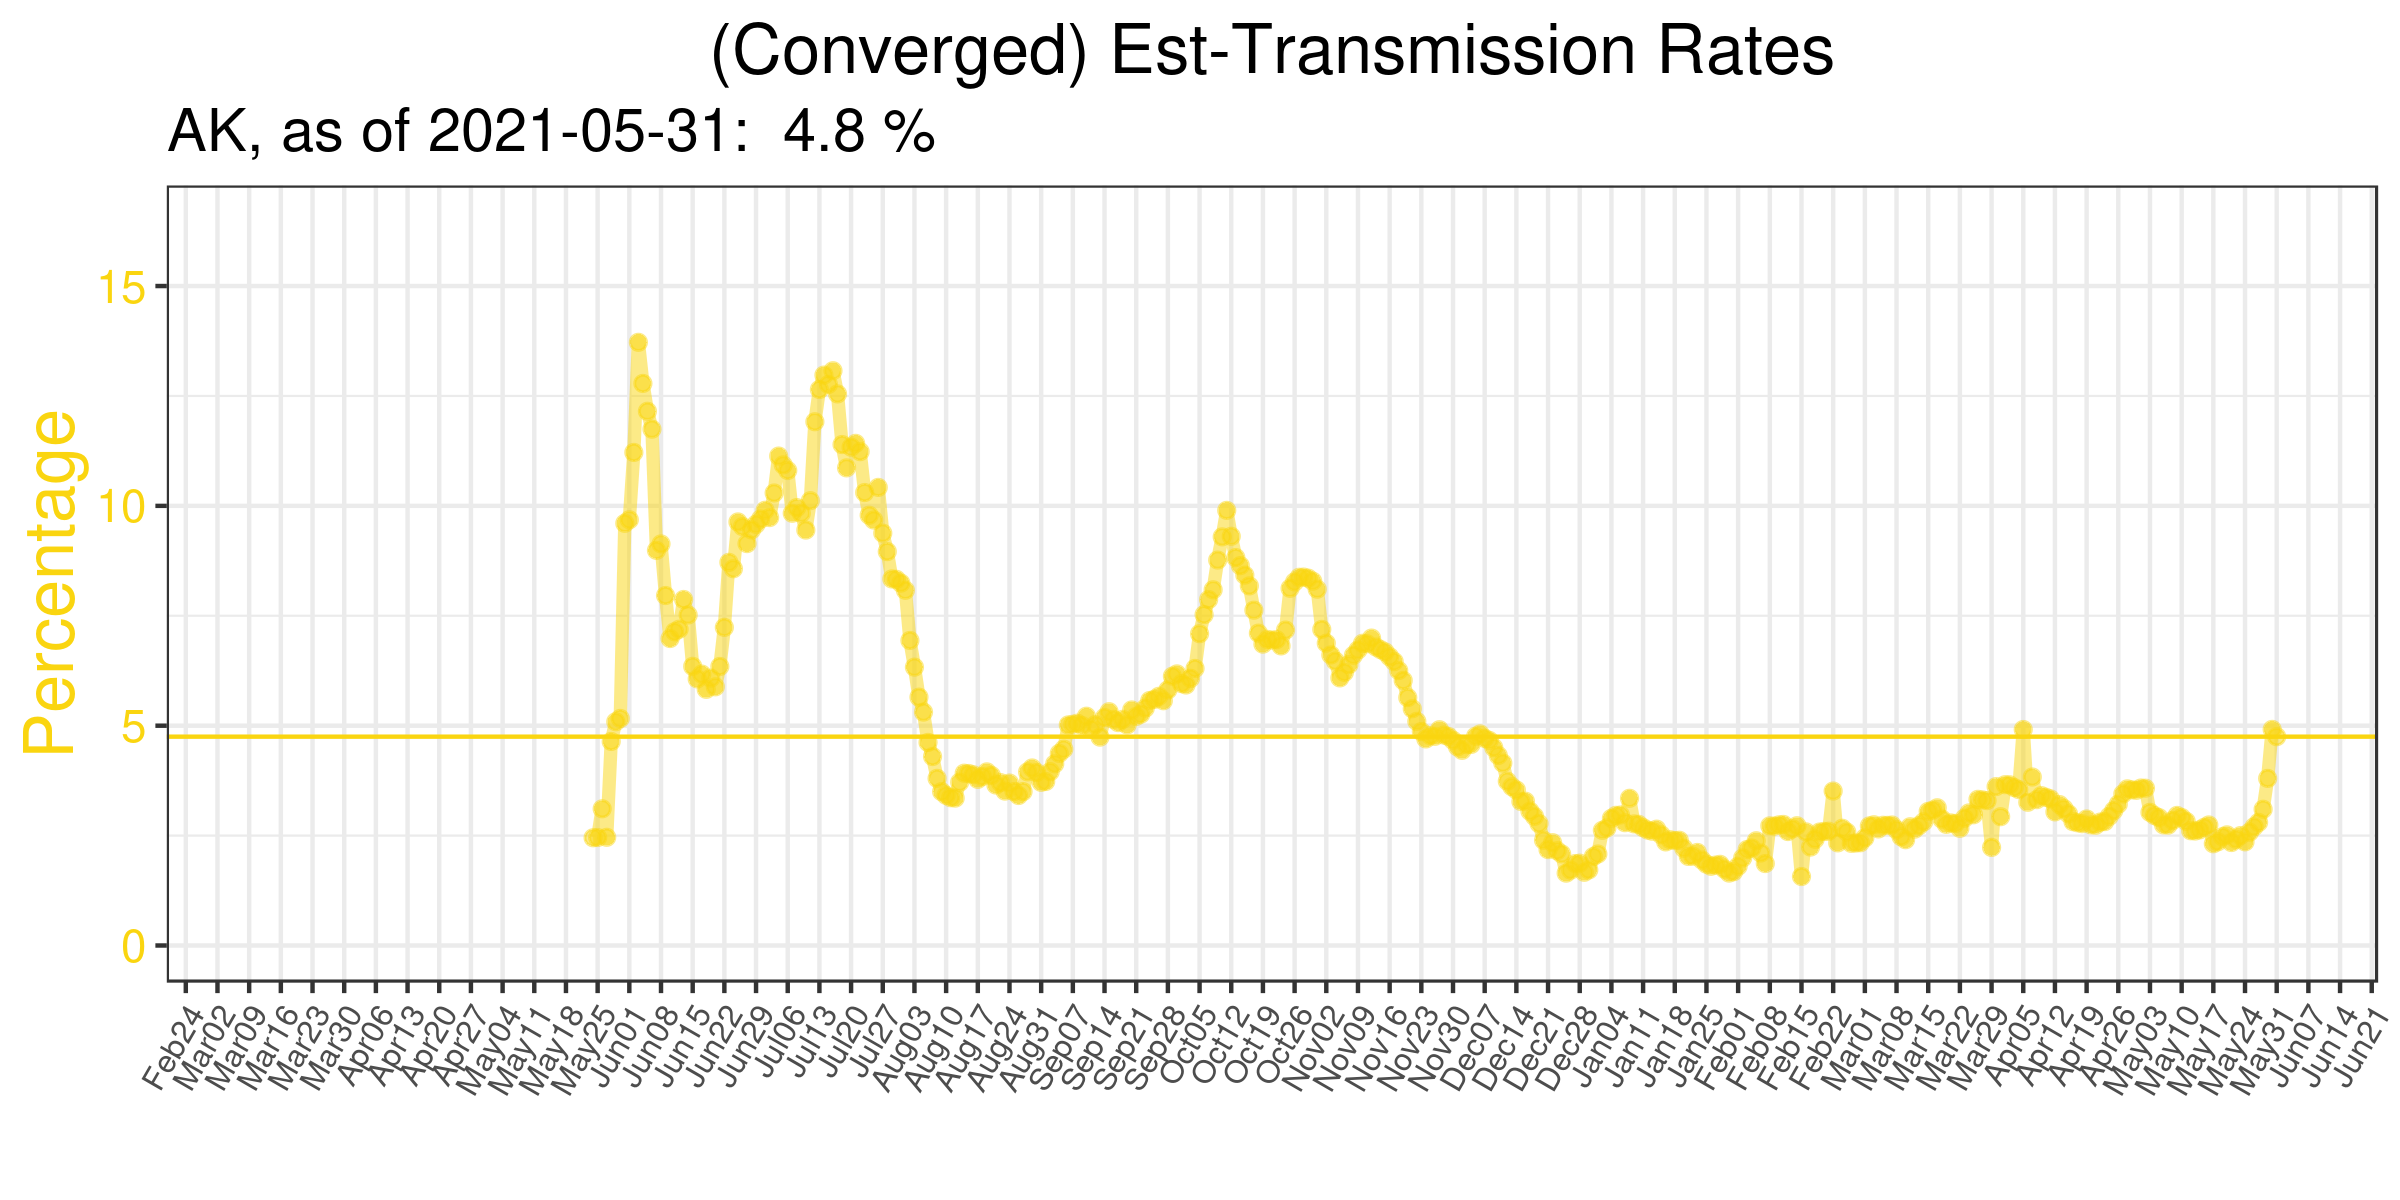 (Converged) Est-Transmission Rates
AK, as of 2021-05-31:  4.8 %
Percentage
15
10
5
0
Feb24
Mar02
Mar09
Mar16
Mar23
Mar30
Apr06
Apr13
Apr20
Apr27
May04
May11
May18
May25
Jun01
Jun08
Jun15
Jun22
Jun29
Jul06
Jul13
Jul20
Jul27
Aug03
Aug10
Aug17
Aug24
Aug31
Sep07
Sep14
Sep21
Sep28
Oct05
Oct12
Oct19
Oct26
Nov02
Nov09
Nov16
Nov23
Nov30
Dec07
Dec14
Dec21
Dec28
Jan04
Jan11
Jan18
Jan25
Feb01
Feb08
Feb15
Feb22
Mar01
Mar08
Mar15
Mar22
Mar29
Apr05
Apr12
Apr19
Apr26
May03
May10
May17
May24
May31
Jun07
Jun14
Jun21